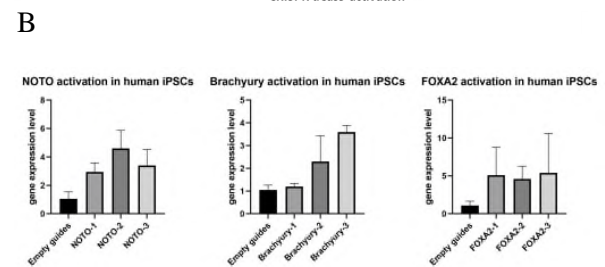 B
NOTO activation in human iPSCs
gene expression level
8
6
4
2
0
Empty guides
NOTO-1
NOTO-2
NOTO-3
Brachyury activation in human iPSCs
gene expression level
5
4
3
2
1
0
Empty guides
Brachyury-1
Brachyury-2
Brachyury-3
FOXA2 activation in human iPSCs
gene expression level
15
10
5
0
Empty guides
FOXA2-1
FOXA2-2
FOXA2-3